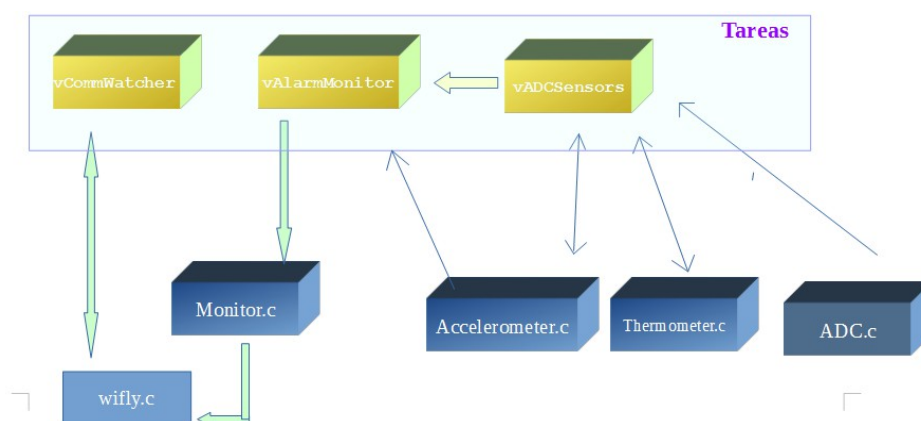 Tareas
vCommWatcher
vAlarmMonitor
vADCSensors
Monitor.c
Accelerometer.c
Thermometer.c
ADC.c
wifly.c